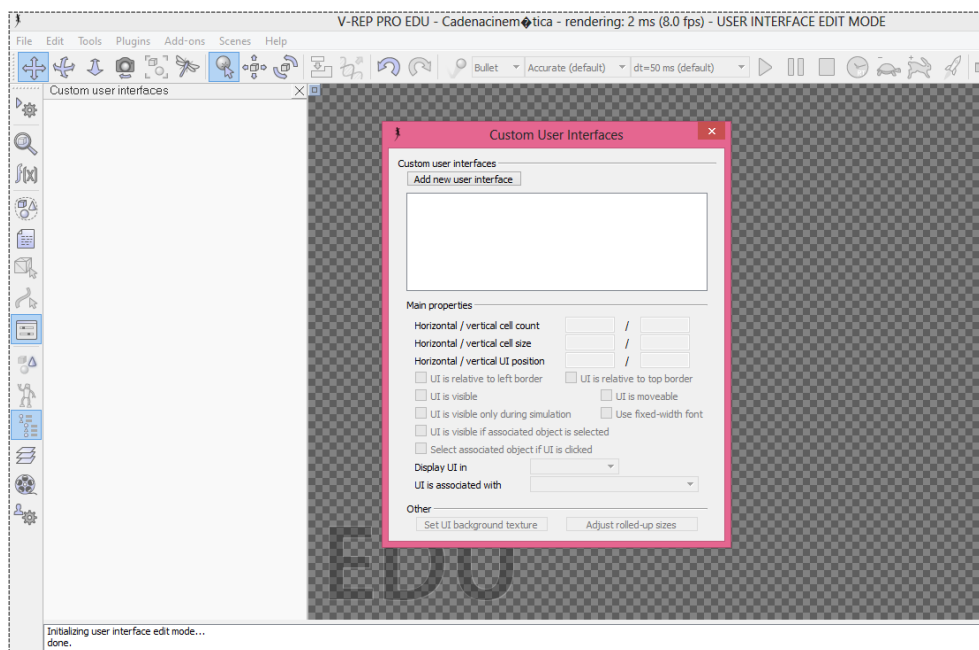 V-REP PRO EDU - Cadenacinem�tica - rendering: 2 ms (8.0 fps) - USER INTERFACE EDIT MODE
File Edit Tools Plugins Add-ons Scenes Help
Bullet Accurate (default) dt=50 ms (default)
Custom user interfaces
f(x)
Custom User Interfaces
Custom user interfaces
Add new user interface
Main properties
Horizontal / vertical cell count /
Horizontal / vertical cell size /
Horizontal / vertical UI position /
UI is relative to left border UI is relative to top border
UI is visible UI is moveable
UI is visible only during simulation Use fixed-width font
UI is visible if associated object is selected
Select associated object if UI is clicked
Display UI in
UI is associated with
Other
Set UI background texture Adjust rolled-up sizes
EDU
Initializing user interface edit mode...
done.